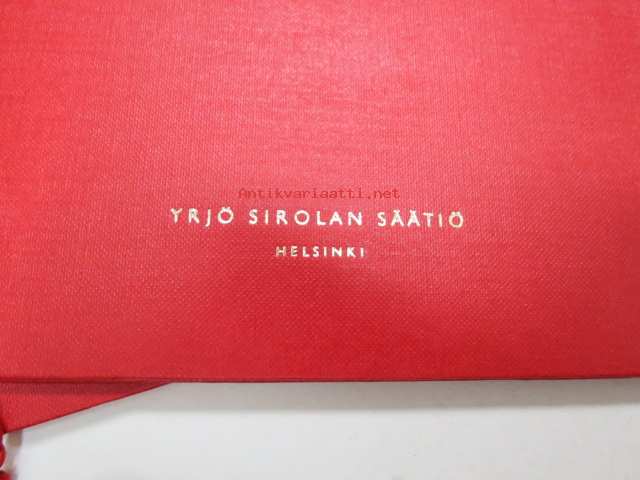 Antikvariaatti.net
YRJÖ SIROLAN SÄÄTIÖ
HELSINKI